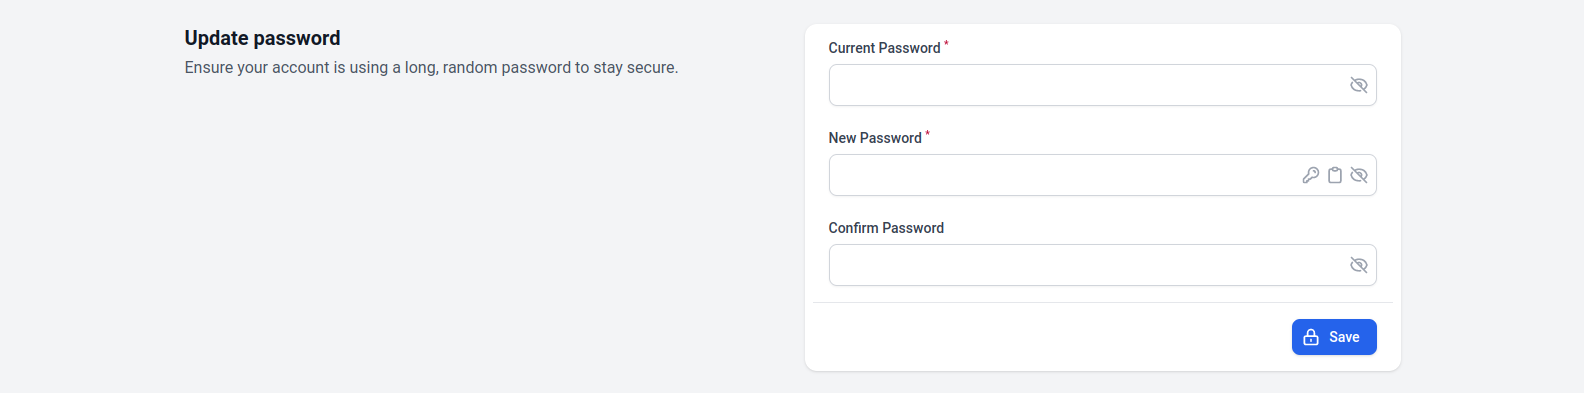 Update password
Ensure your account is using a long, random password to stay secure.
Current Password *
New Password *
Confirm Password
Save